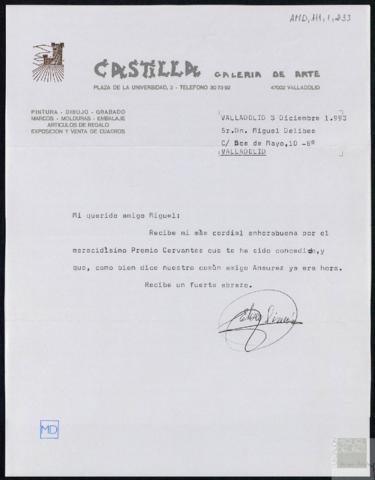 AMD, 111, 1, 233
CASTILLA GALERIA DE ARTE
PLAZA DE LA UNIVERSIDAD, 3 - TELEFONO 30 73 92 47002 VALLADOLID
PINTURA - DIBUJO - GRABADO
MARCOS - MOLDURAS - EMBALAJE
ARTICULOS DE REGALO
EXPOSICION Y VENTA DE CUADROS
VALLADOLID 3 Diciembre 1.993
Sr.Dn. Miguel Delibes
C/ Dos de Mayo,10 -6º
VALLADOLID
Mi querido amigo Miguel:
Recibe mi más cordial enhorabuena por el
merecidísimo Premio Cervantes que te ha sido concedido,y
que, como bien dice nuestro común amigo Ansurez ya era hora.
Recibe un fuerte abrazo.
MD